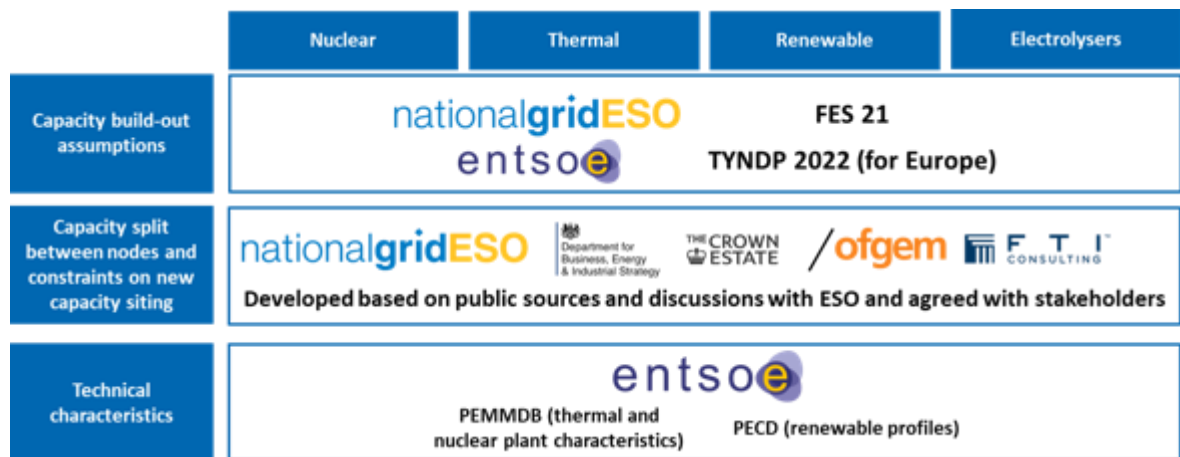 Nuclear
Thermal
Renewable
Electrolysers
Capacity build-out
assumptions
nationalgridESO
FES 21
entsoe
TYNDP 2022 (for Europe)
Capacity split
between nodes and
constraints on new
capacity siting
nationalgridESO
Department for
Business, Energy
& Industrial Strategy
THE CROWN
ESTATE
ofgem
FTI™
CONSULTING
Developed based on public sources and discussions with ESO and agreed with stakeholders
Technical
characteristics
entsoe
PEMMDB (thermal and
nuclear plant characteristics)
PECD (renewable profiles)